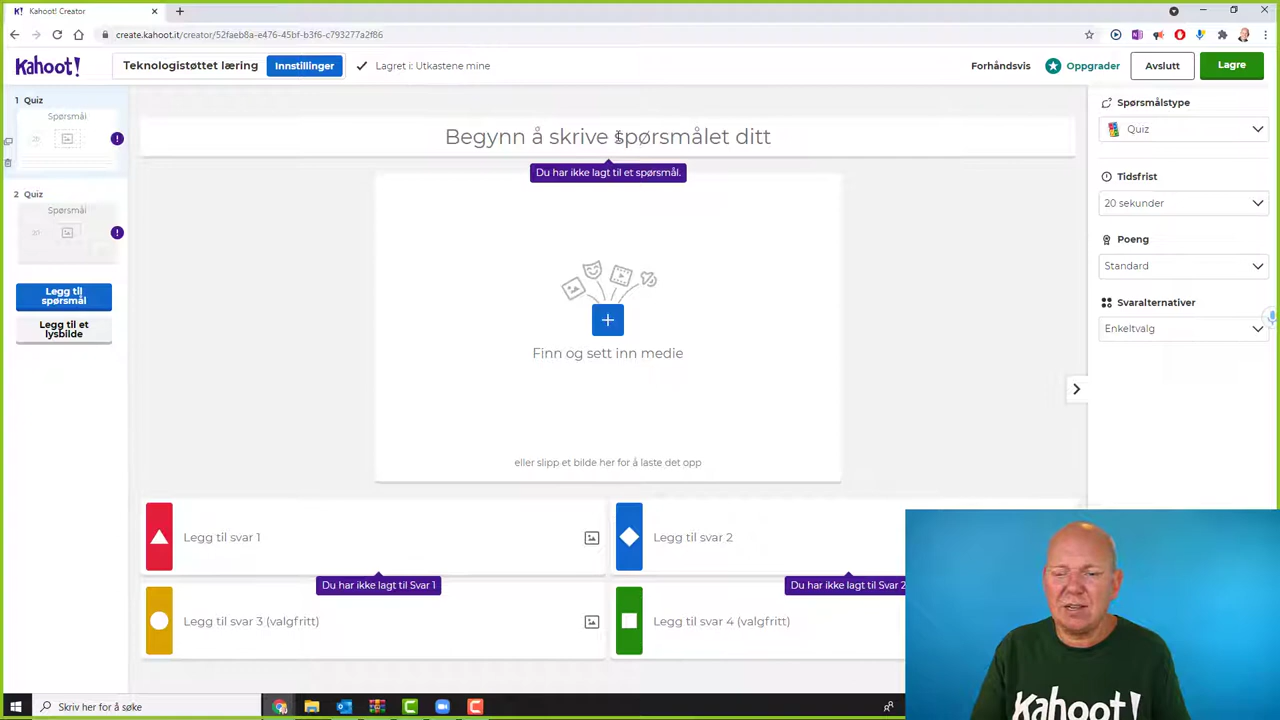 Kahoot! Creator
create.kahoot.it/creator/52faeb8a-e476-45bf-b3f6-c793277a2f86
Kahoot!
Teknologistøttet læring
Innstillinger
Lagret i: Utkastene mine
Forhåndsvis
Oppgrader
Avslutt
Lagre
1 Quiz
Spørsmål
2 Quiz
Spørsmål
Legg til
spørsmål
Legg til et
lysbilde
Begynn å skrive spørsmålet ditt
Du har ikke lagt til et spørsmål.
Finn og sett inn medie
eller slipp et bilde her for å laste det opp
Legg til svar 1
Legg til svar 2
Du har ikke lagt til Svar 1
Du har ikke lagt til Svar 2
Legg til svar 3 (valgfritt)
Legg til svar 4 (valgfritt)
Spørsmålstype
Quiz
Tidsfrist
20 sekunder
Poeng
Standard
Svaralternativer
Enkeltvalg
Kahoot!
Skriv her for å søke